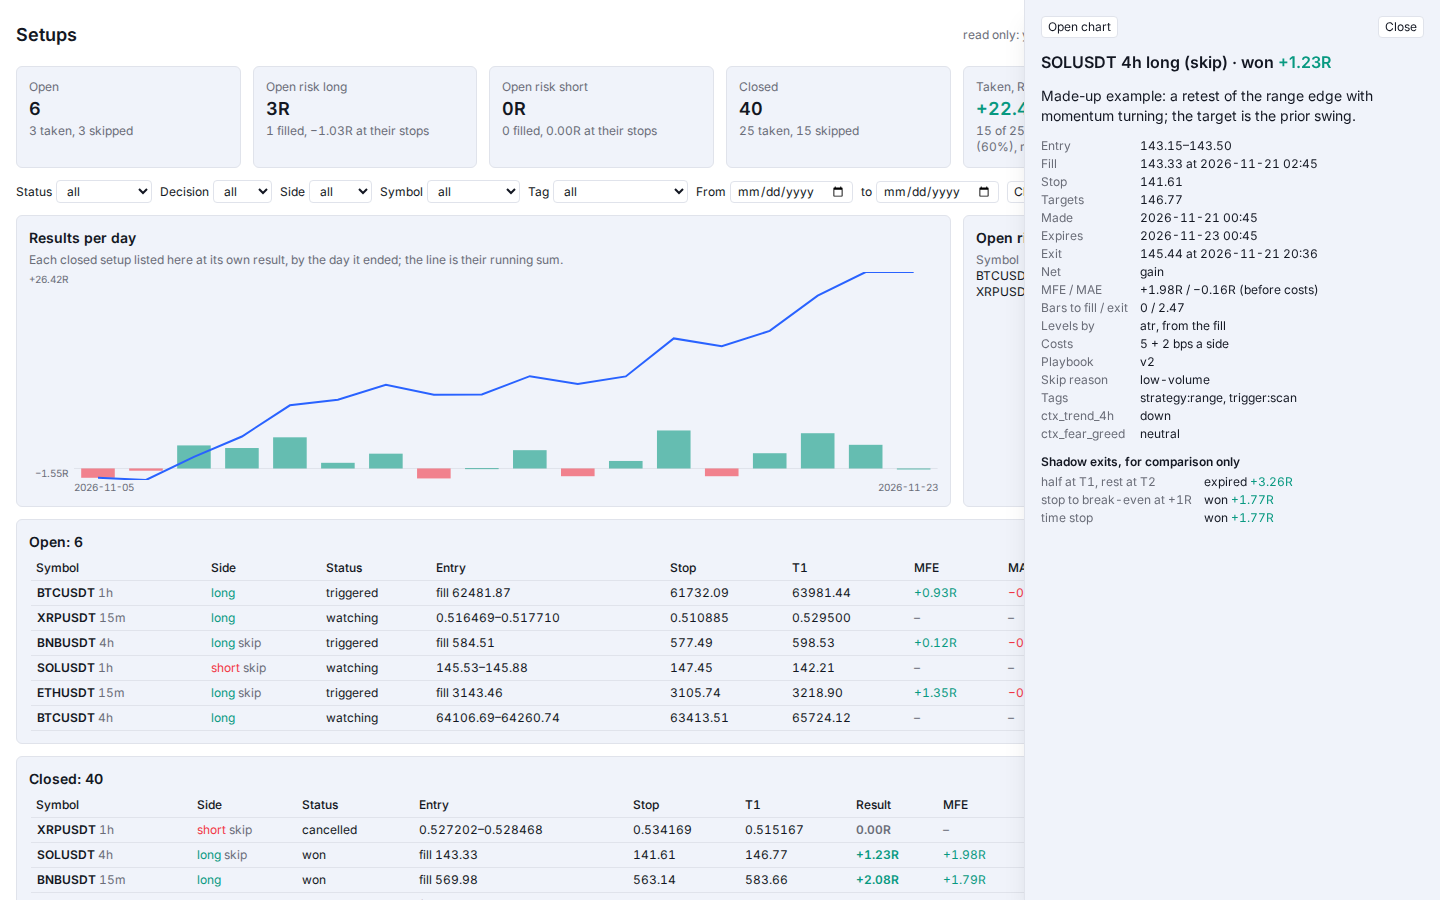 Setups
read only:
Open
6
3 taken, 3 skipped
Open risk long
3R
1 filled, −1.03R at their stops
Open risk short
0R
0 filled, 0.00R at their stops
Closed
40
25 taken, 15 skipped
Taken, R
+22.4
15 of 25
(60%), r
Status all Decision all Side all Symbol all Tag all From mm/dd/yyyy to mm/dd/yyyy
Results per day
Each closed setup listed here at its own result, by the day it ended; the line is their running sum.
+26.42R
−1.55R
2026-11-05 2026-11-23
Open ri
Symbol
BTCUSD
XRPUSD
Open: 6
Symbol Side Status Entry Stop T1 MFE MA
BTCUSDT 1h long triggered fill 62481.87 61732.09 63981.44 +0.93R −0
XRPUSDT 15m long watching 0.516469–0.517710 0.510885 0.529500 – –
BNBUSDT 4h long skip triggered fill 584.51 577.49 598.53 +0.12R −0
SOLUSDT 1h short skip watching 145.53–145.88 147.45 142.21 – –
ETHUSDT 15m long skip triggered fill 3143.46 3105.74 3218.90 +1.35R −0
BTCUSDT 4h long watching 64106.69–64260.74 63413.51 65724.12 – –
Closed: 40
Symbol Side Status Entry Stop T1 Result MFE
XRPUSDT 1h short skip cancelled 0.527202–0.528468 0.534169 0.515167 0.00R –
SOLUSDT 4h long skip won fill 143.33 141.61 146.77 +1.23R +1.98R
BNBUSDT 15m long won fill 569.98 563.14 583.66 +2.08R +1.79R
Open chart Close
SOLUSDT 4h long (skip) · won +1.23R
Made-up example: a retest of the range edge with
momentum turning; the target is the prior swing.
Entry 143.15–143.50
Fill 143.33 at 2026-11-21 02:45
Stop 141.61
Targets 146.77
Made 2026-11-21 00:45
Expires 2026-11-23 00:45
Exit 145.44 at 2026-11-21 20:36
Net gain
MFE / MAE +1.98R / −0.16R (before costs)
Bars to fill / exit 0 / 2.47
Levels by atr, from the fill
Costs 5 + 2 bps a side
Playbook v2
Skip reason low-volume
Tags strategy:range, trigger:scan
ctx_trend_4h down
ctx_fear_greed neutral
Shadow exits, for comparison only
half at T1, rest at T2 expired +3.26R
stop to break-even at +1R won +1.77R
time stop won +1.77R